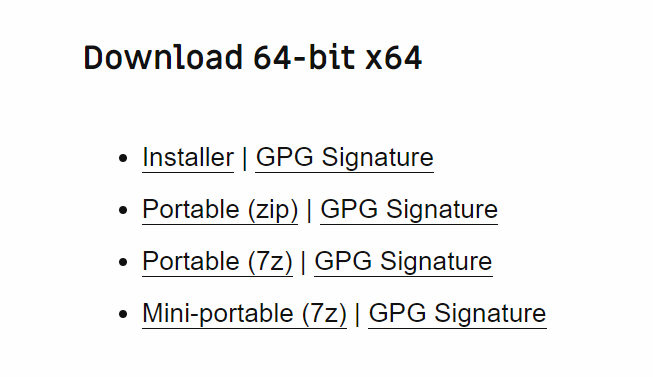 Download 64-bit x64
Installer | GPG Signature
Portable (zip) | GPG Signature
Portable (7z) | GPG Signature
Mini-portable (7z) | GPG Signature